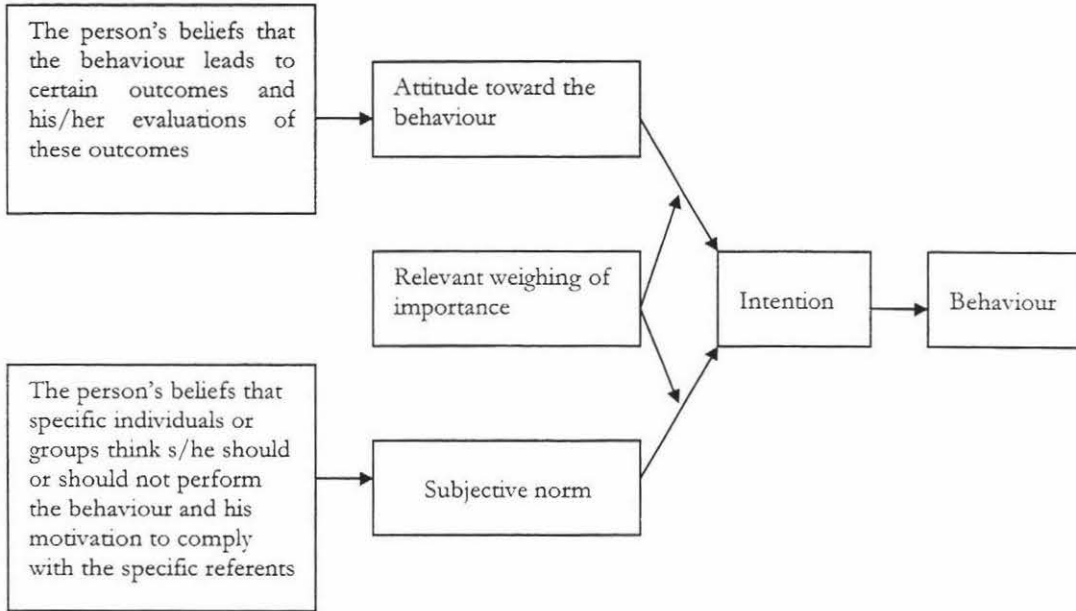 The person's beliefs that
the behaviour leads to
certain outcomes and
his/her evaluations of
these outcomes
Attitude toward the
behaviour
Relevant weighing of
importance
Intention
Behaviour
The person's beliefs that
specific individuals or
groups think s/he should
or should not perform
the behaviour and his
motivation to comply
with the specific referents
Subjective norm